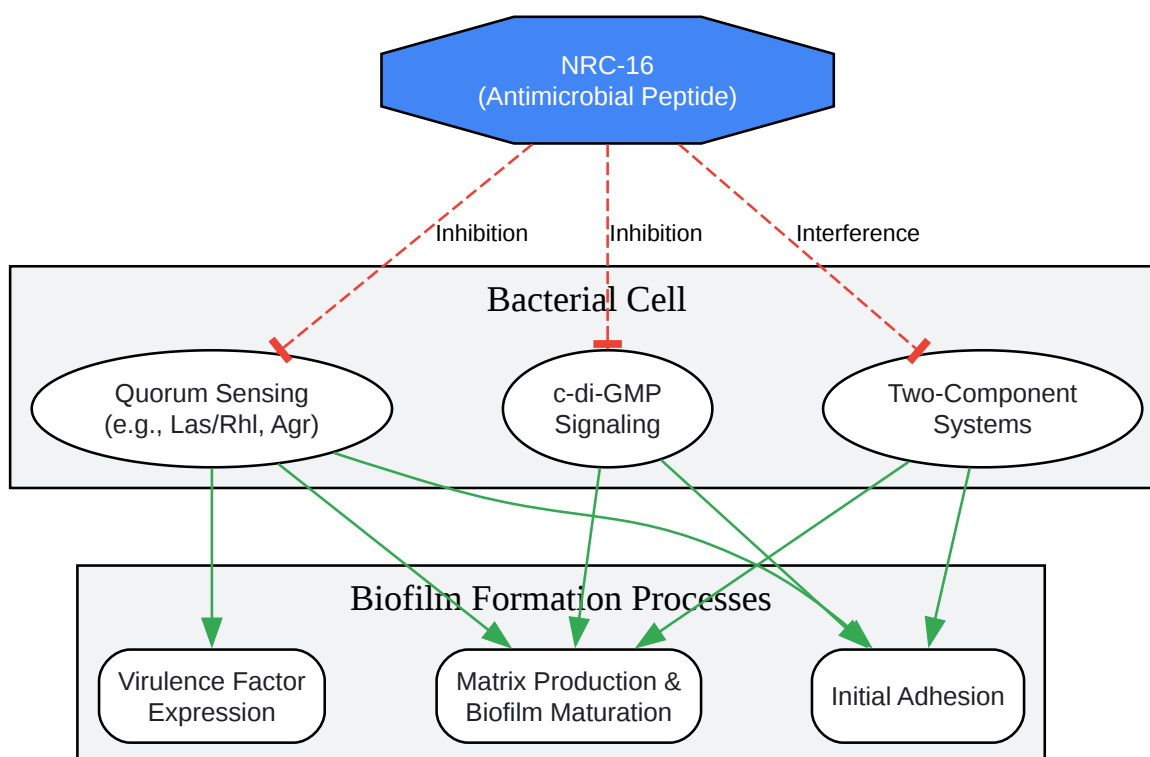 NRC-16
(Antimicrobial Peptide)
Inhibition
Inhibition
Interference
Bacterial Cell
Quorum Sensing
(e.g., Las/Rhl, Agr)
c-di-GMP
Signaling
Two-Component
Systems
Biofilm Formation Processes
Virulence Factor
Expression
Matrix Production &
Biofilm Maturation
Initial Adhesion